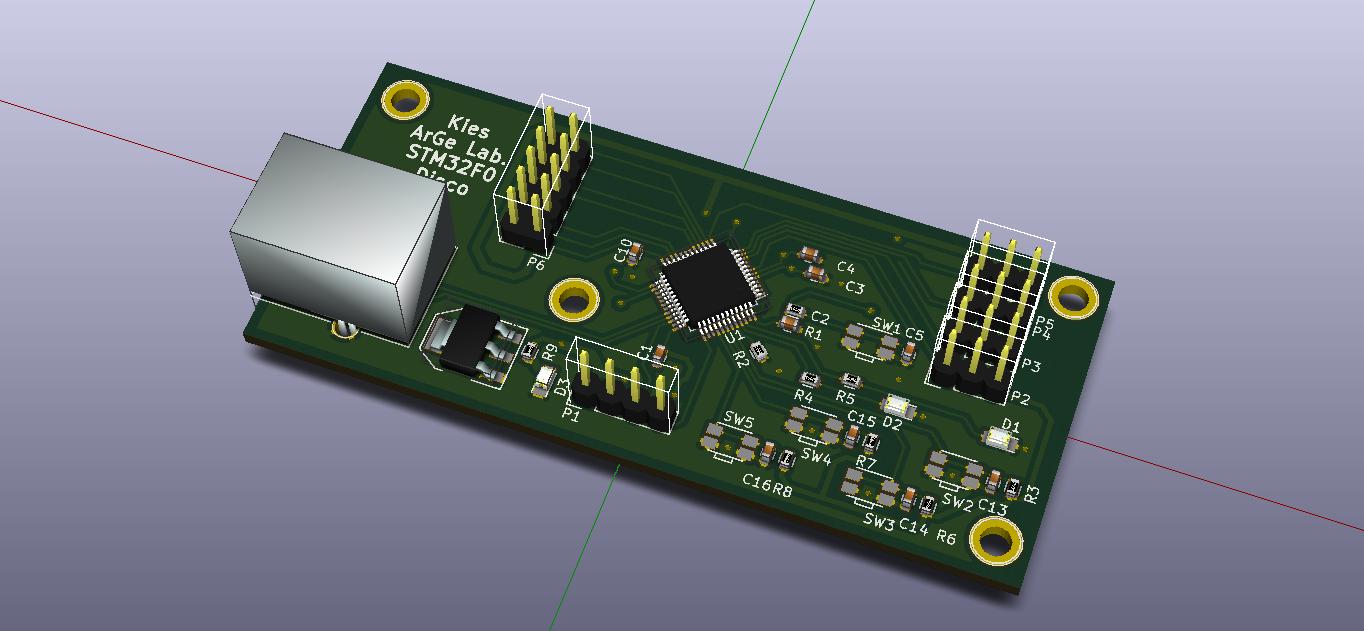 Kies
ArGe Lab.
STM32F0
Disco
P6
C10
C4
C3
C2
R1
U1
R2
SW1
C5
P5
P4
P3
P2
R9
D3
C1
P1
R4
R5
C15
D2
D1
SW5
SW4
R7
C16
R8
SW2
C13
R3
SW3
C14
R6